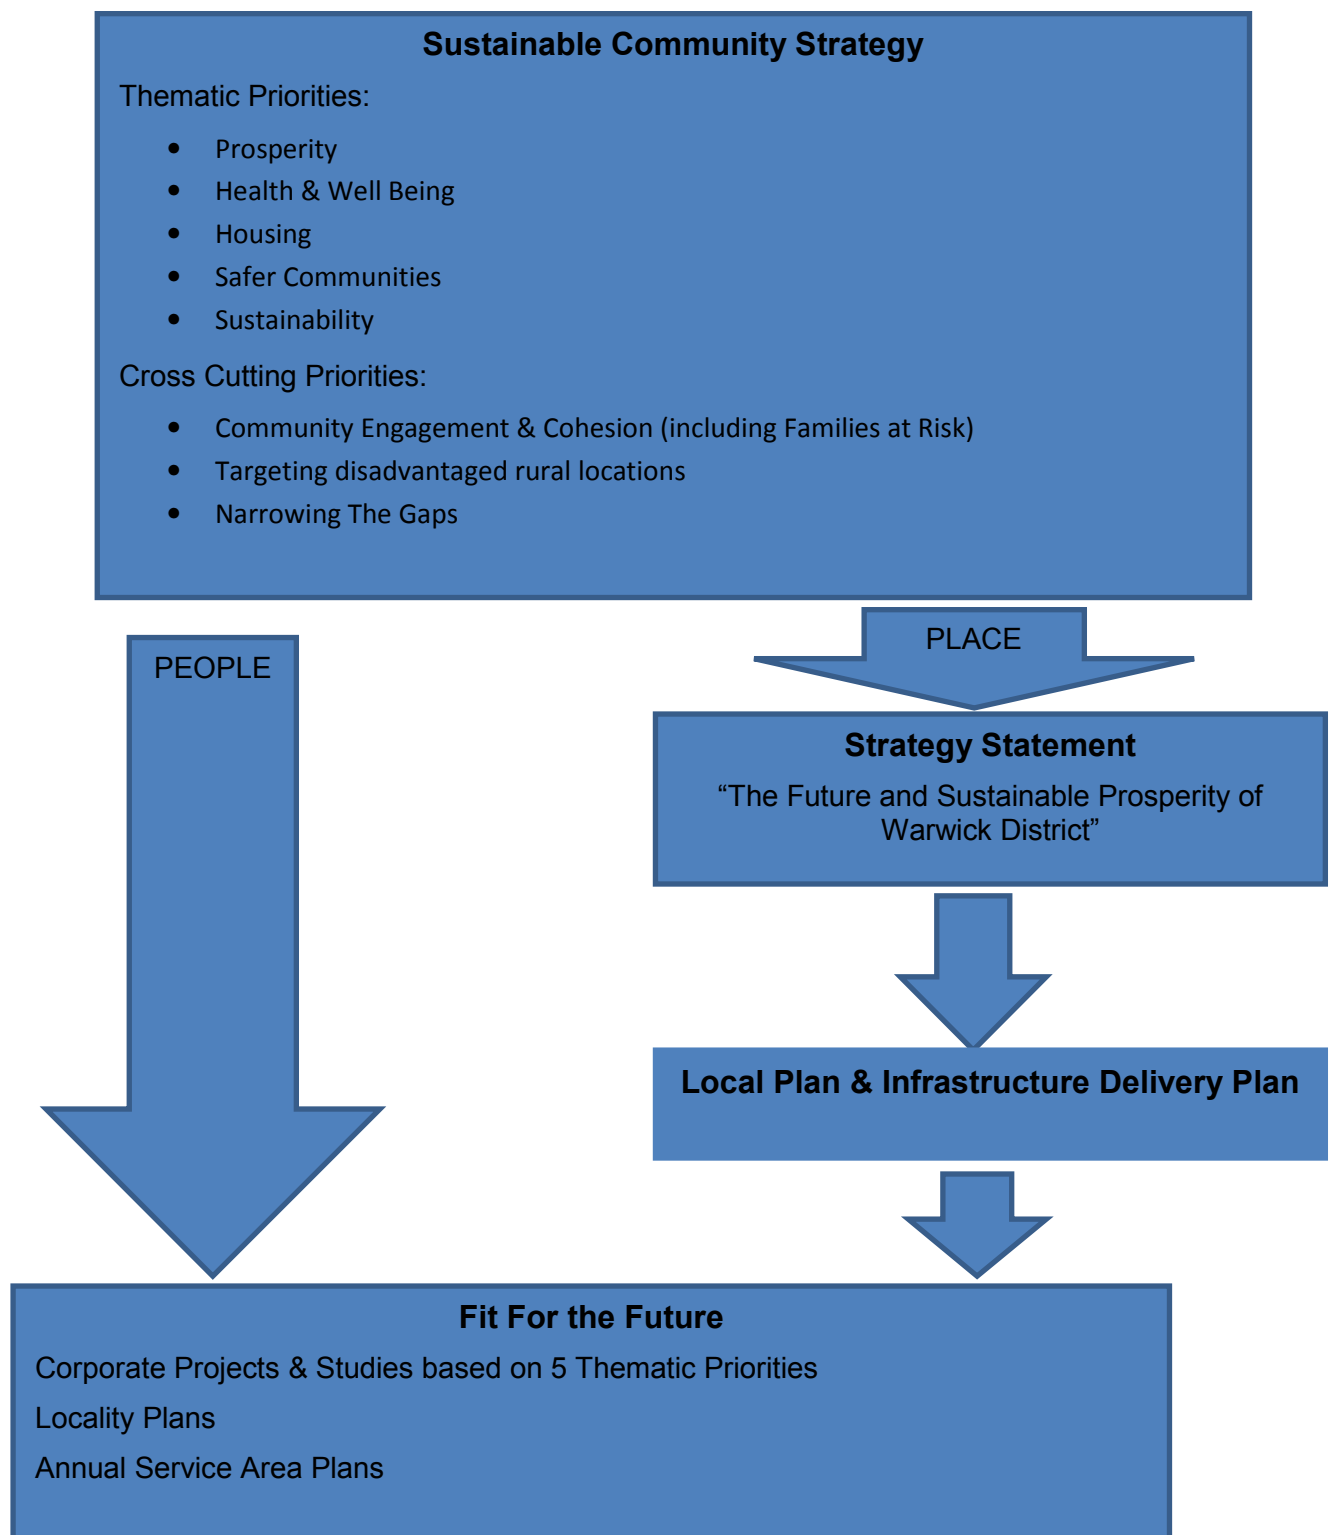 Sustainable Community Strategy
Thematic Priorities:
• Prosperity
• Health & Well Being
• Housing
• Safer Communities
• Sustainability
Cross Cutting Priorities:
• Community Engagement & Cohesion (including Families at Risk)
• Targeting disadvantaged rural locations
• Narrowing The Gaps
PEOPLE
PLACE
Strategy Statement
“The Future and Sustainable Prosperity of
Warwick District”
Local Plan & Infrastructure Delivery Plan
Fit For the Future
Corporate Projects & Studies based on 5 Thematic Priorities
Locality Plans
Annual Service Area Plans